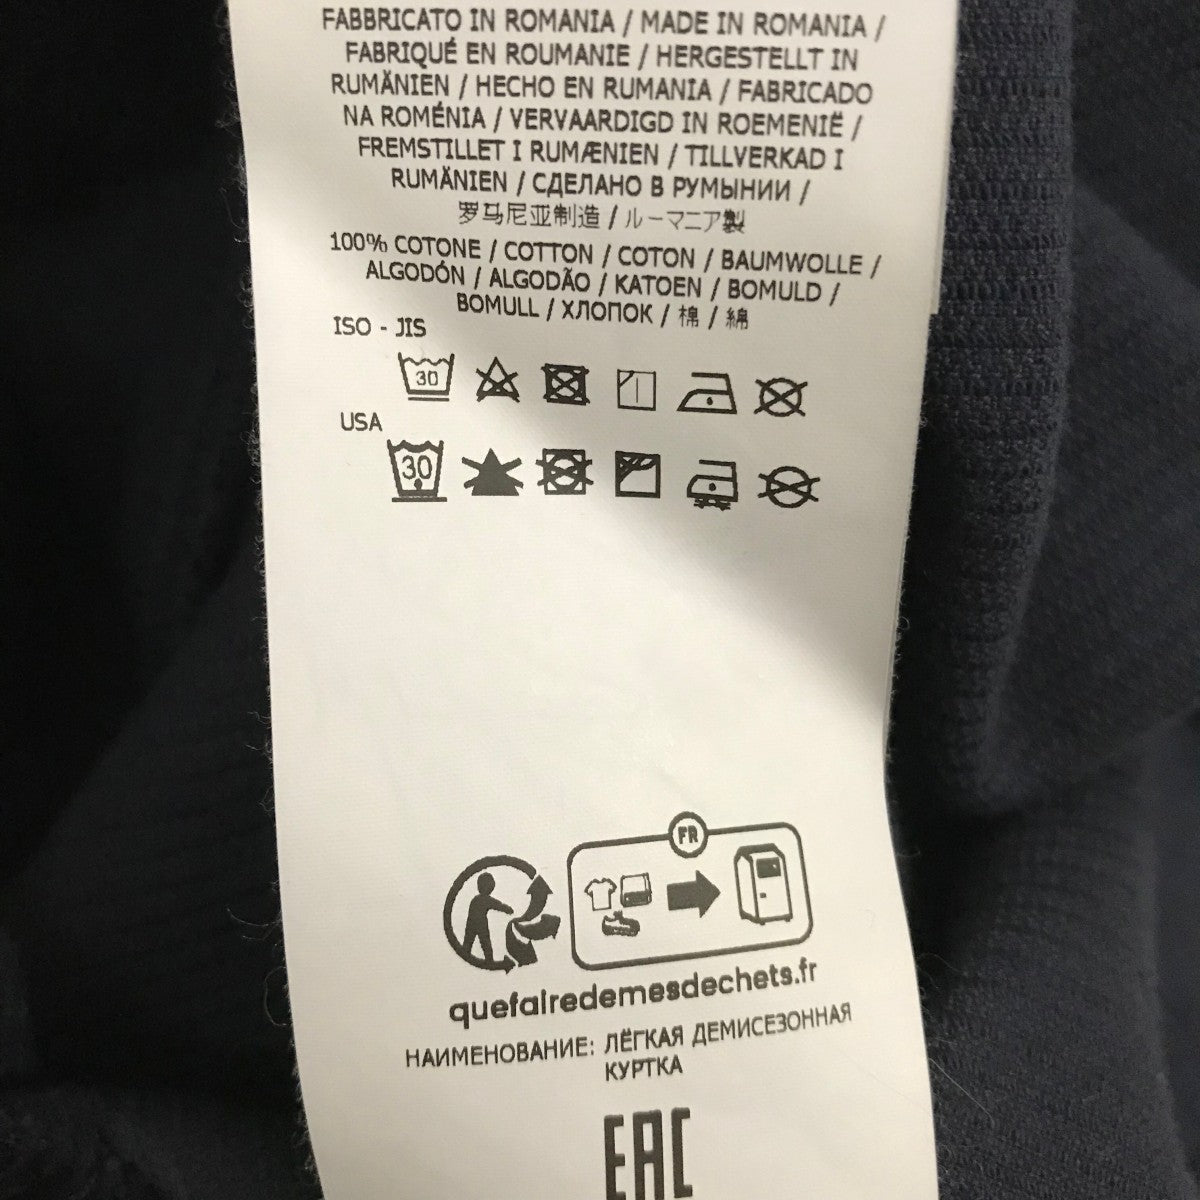 FABBRICATO IN ROMANIA / MADE IN ROMANIA /
FABRIQUÉ EN ROUMANIE / HERGESTELLT IN
RUMÄNIEN / HECHO EN RUMANIA / FABRICADO
NA ROMÉNIA / VERVAARDIGD IN ROEMENIË /
FREMSTILLET I RUMÆNIEN / TILLVERKAD I
RUMÄNIEN / СДЕЛАНО В РУМЫНИИ /
罗马尼亚制造 / ルーマニア製
100% COTONE / COTTON / COTON / BAUMWOLLE /
ALGODÓN / ALGODÃO / KATOEN / BOMULD /
BOMULL / ХЛОПОК / 棉 / 綿
ISO - JIS
30
USA
30
FR
quefairedemesdechets.fr
НАИМЕНОВАНИЕ: ЛЁГКАЯ ДЕМИСЕЗОННАЯ
КУРТКА
EAC